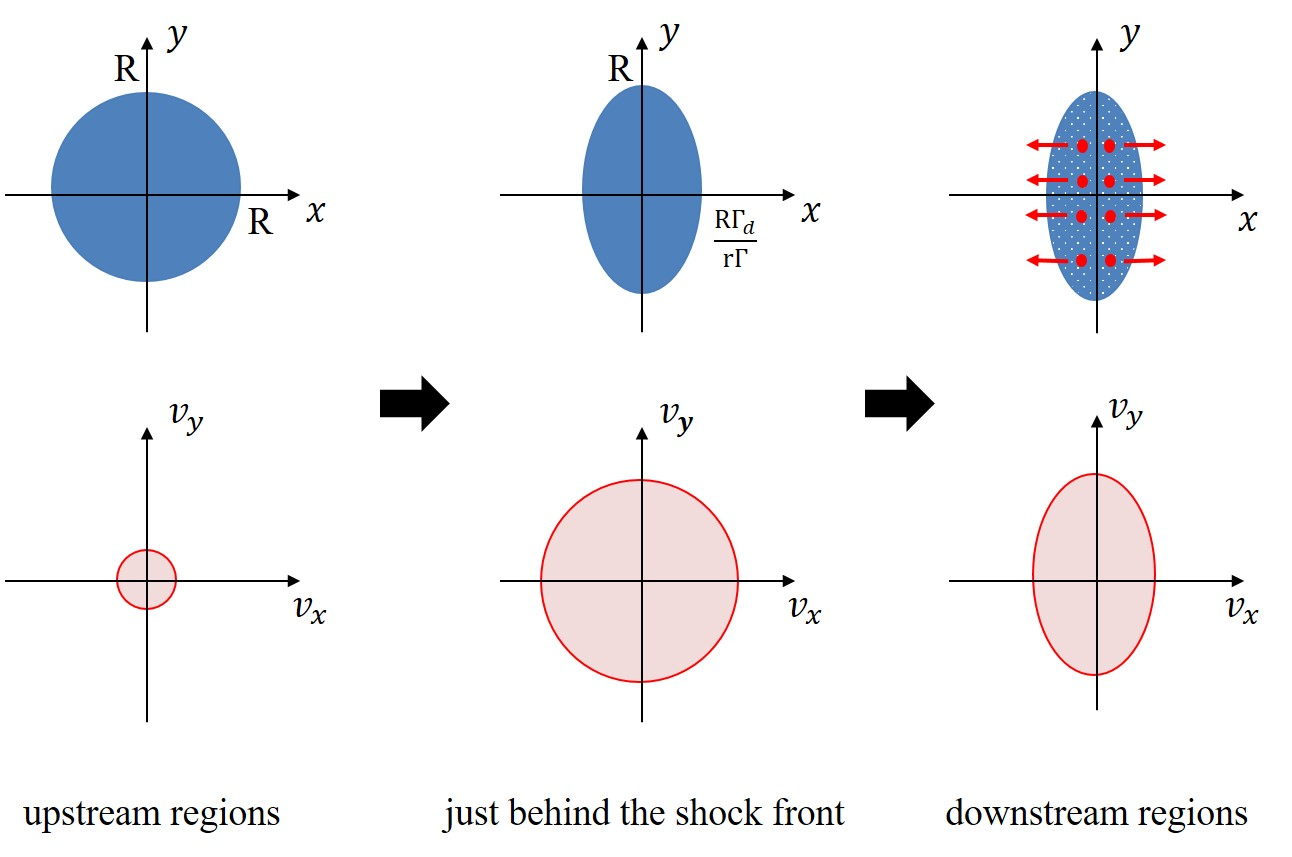 y
R
R
x
y
R
x
RΓ_d
rΓ
y
x
v_y
v_x
v_y
v_x
v_y
v_x
upstream regions
just behind the shock front
downstream regions